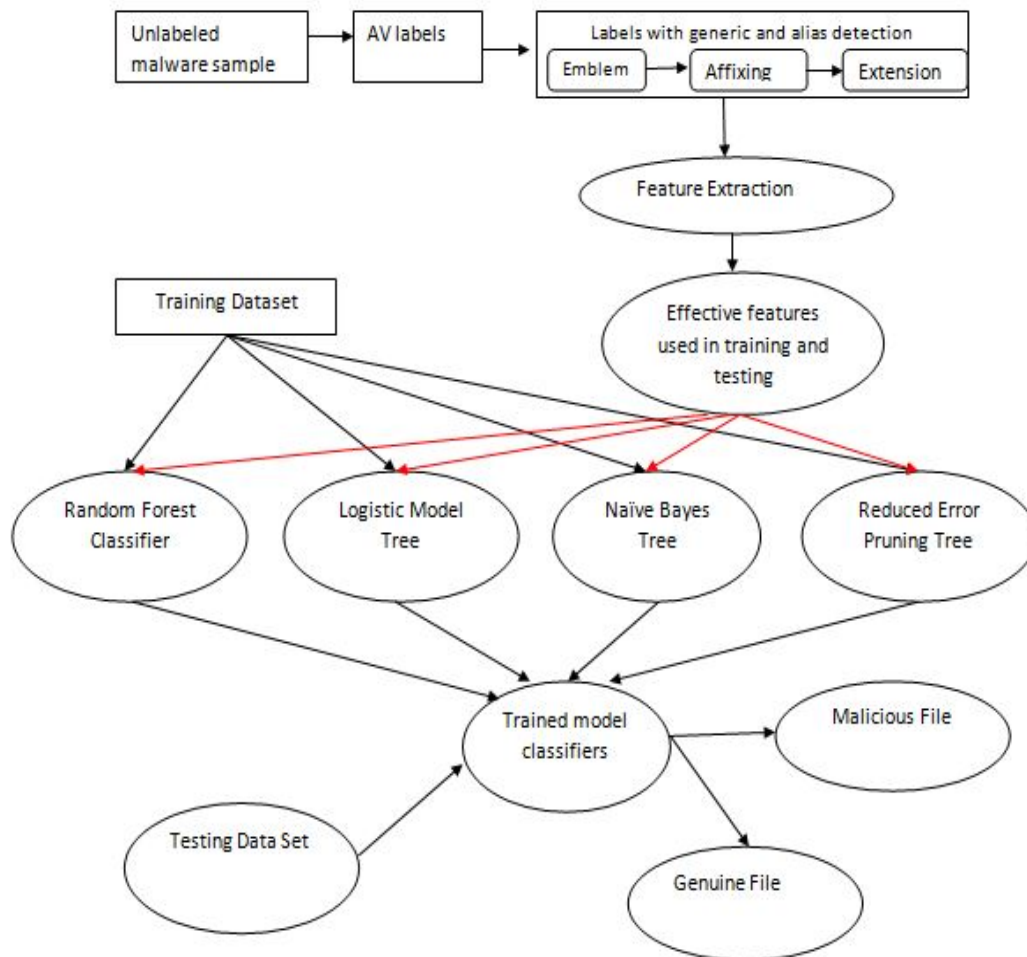 Unlabeled
malware sample
AV labels
Labels with generic and alias detection
Emblem
Affixing
Extension
Feature Extraction
Training Dataset
Effective features
used in training and
testing
Random Forest
Classifier
Logistic Model
Tree
Naïve Bayes
Tree
Reduced Error
Pruning Tree
Trained model
classifiers
Malicious File
Testing Data Set
Genuine File